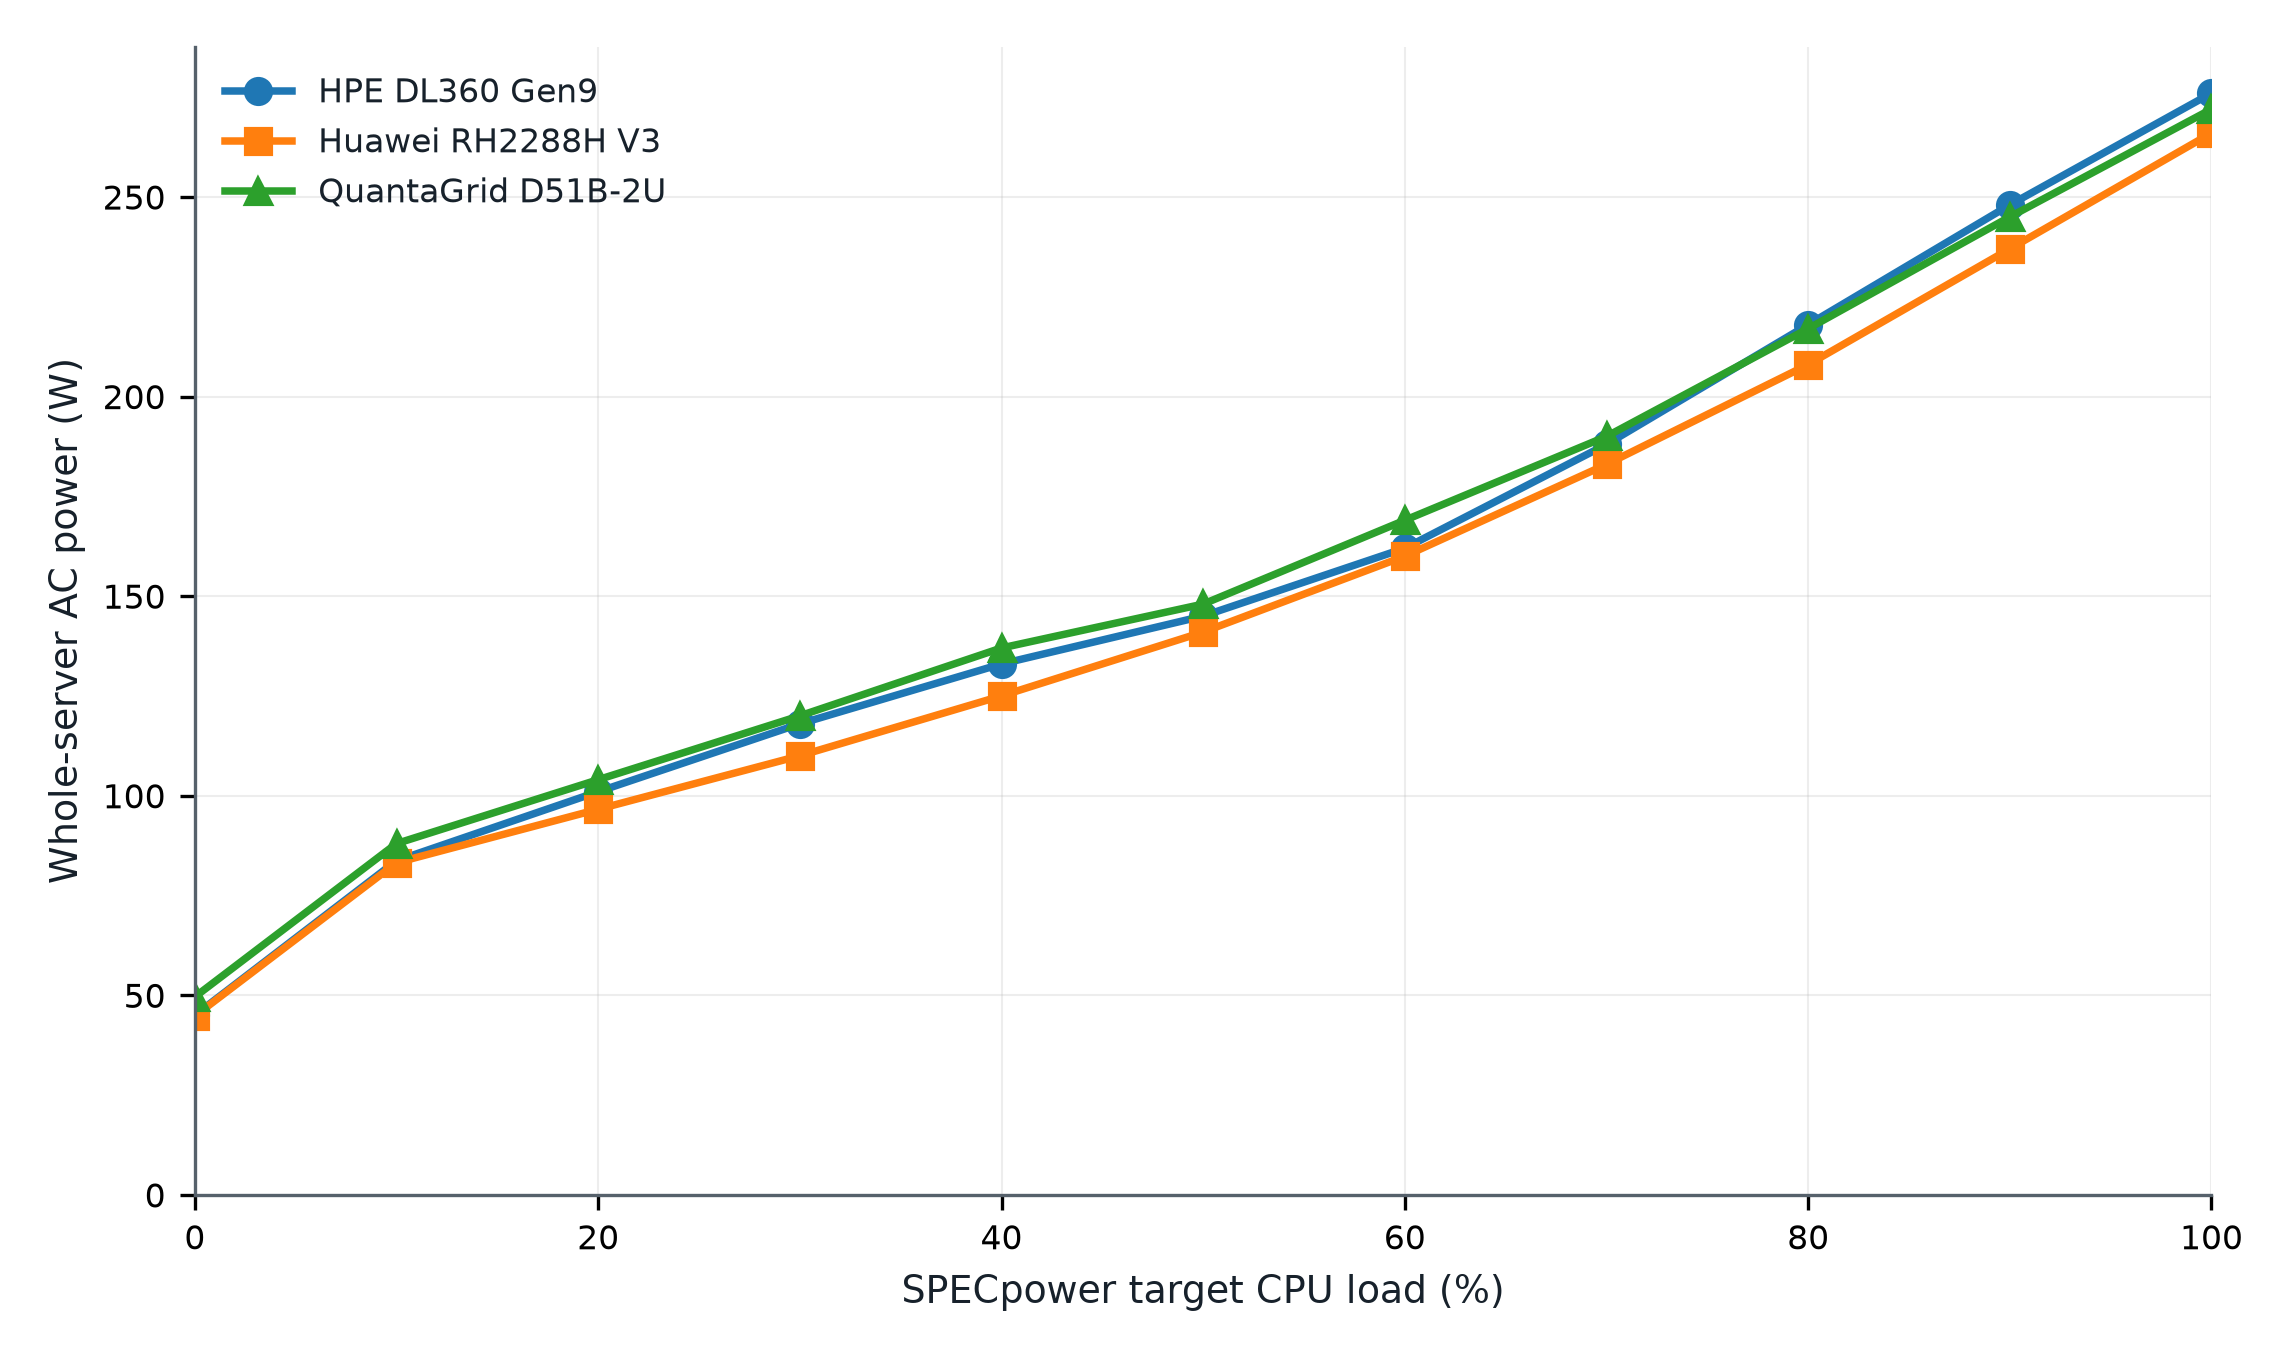 HPE DL360 Gen9
Huawei RH2288H V3
QuantaGrid D51B-2U
Whole-server AC power (W)
250
200
150
100
50
0
0 20 40 60 80 100
SPECpower target CPU load (%)